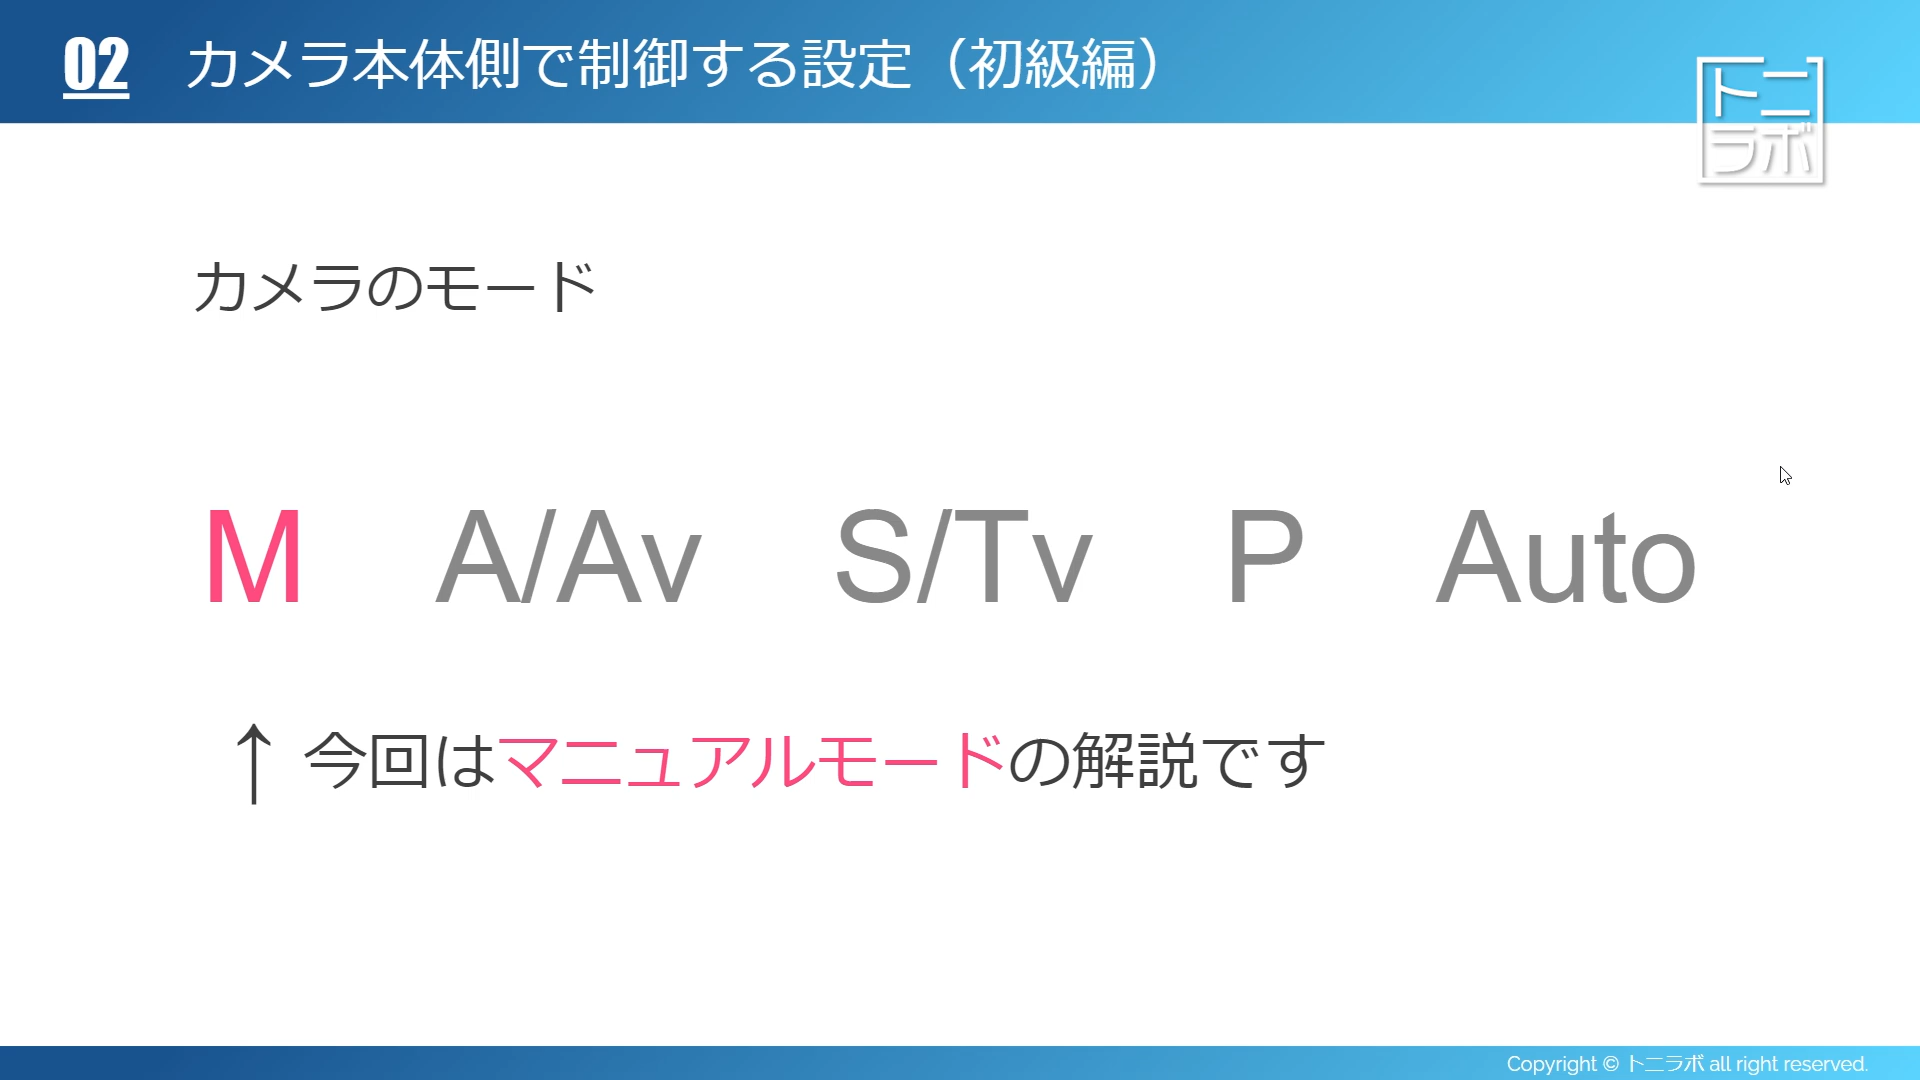 02 カメラ本体側で制御する設定（初級編）
トニ
ラボ
カメラのモード
M A/Av S/Tv P Auto
↑ 今回はマニュアルモードの解説です
Copyright © トニラボ all right reserved.